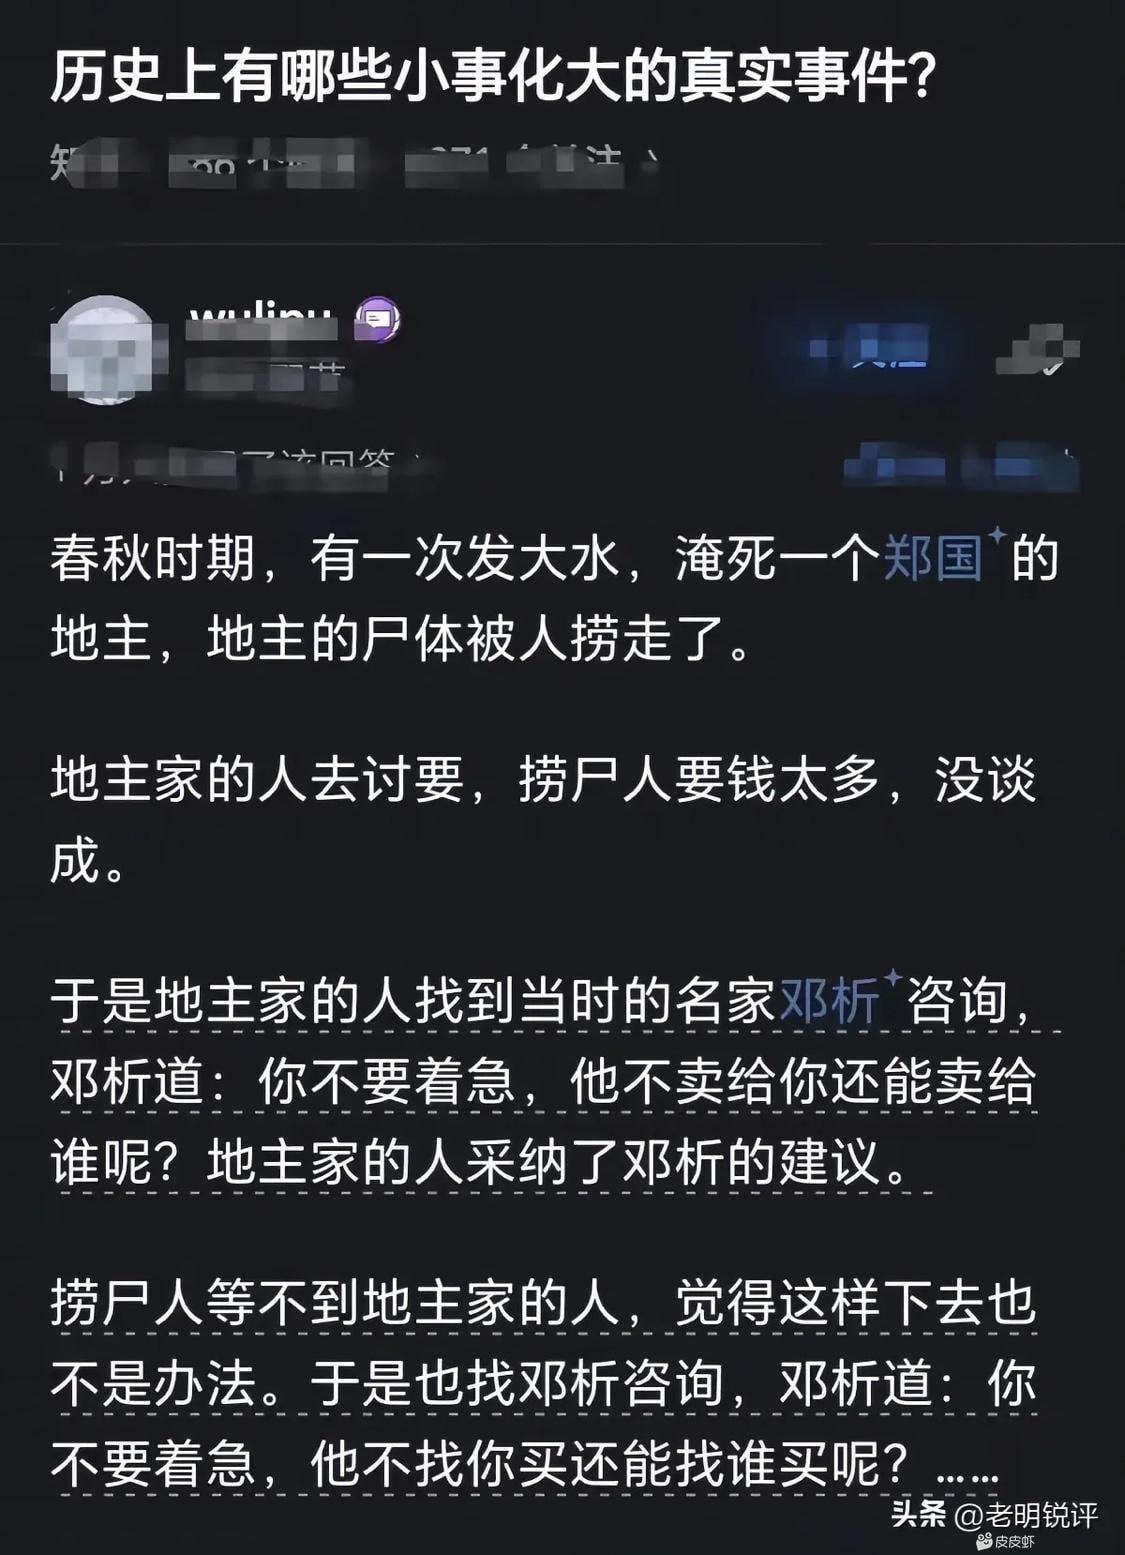 历史上有哪些小事化大的真实事件？
春秋时期，有一次发大水，淹死一个郑国的
地主，地主的尸体被人捞走了。
地主家的人去讨要，捞尸人要钱太多，没谈
成。
于是地主家的人找到当时的名家邓析咨询，
邓析道：你不要着急，他不卖给你还能卖给
谁呢？地主家的人采纳了邓析的建议。
捞尸人等不到地主家的人，觉得这样下去也
不是办法。于是也找邓析咨询，邓析道：你
不要着急，他不找你买还能找谁买呢？……
头条 @老明锐评
皮皮虾